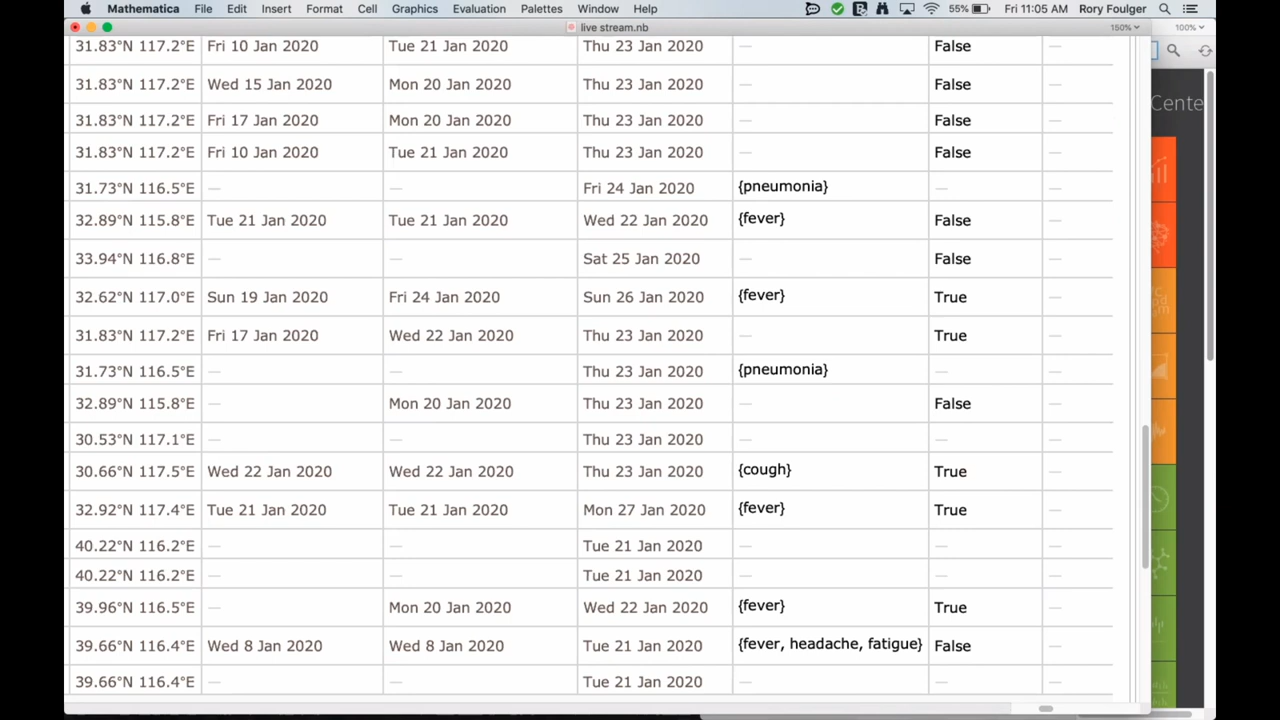 Mathematica File Edit Insert Format Cell Graphics Evaluation Palettes Window Help 55% Fri 11:05 AM Rory Foulger
live stream.nb 150% 100%
31.83°N 117.2°E Fri 10 Jan 2020 Tue 21 Jan 2020 Thu 23 Jan 2020 — False —
31.83°N 117.2°E Wed 15 Jan 2020 Mon 20 Jan 2020 Thu 23 Jan 2020 — False —
Cente
31.83°N 117.2°E Fri 17 Jan 2020 Mon 20 Jan 2020 Thu 23 Jan 2020 — False —
31.83°N 117.2°E Fri 10 Jan 2020 Tue 21 Jan 2020 Thu 23 Jan 2020 — False —
31.73°N 116.5°E — — Fri 24 Jan 2020 {pneumonia} — —
32.89°N 115.8°E Tue 21 Jan 2020 Tue 21 Jan 2020 Wed 22 Jan 2020 {fever} False —
33.94°N 116.8°E — — Sat 25 Jan 2020 — False —
32.62°N 117.0°E Sun 19 Jan 2020 Fri 24 Jan 2020 Sun 26 Jan 2020 {fever} True —
31.83°N 117.2°E Fri 17 Jan 2020 Wed 22 Jan 2020 Thu 23 Jan 2020 — True —
31.73°N 116.5°E — — Thu 23 Jan 2020 {pneumonia} — —
32.89°N 115.8°E — Mon 20 Jan 2020 Thu 23 Jan 2020 — False —
30.53°N 117.1°E — — Thu 23 Jan 2020 — — —
30.66°N 117.5°E Wed 22 Jan 2020 Wed 22 Jan 2020 Thu 23 Jan 2020 {cough} True —
32.92°N 117.4°E Tue 21 Jan 2020 Tue 21 Jan 2020 Mon 27 Jan 2020 {fever} True —
40.22°N 116.2°E — — Tue 21 Jan 2020 — — —
40.22°N 116.2°E — — Tue 21 Jan 2020 — — —
39.96°N 116.5°E — Mon 20 Jan 2020 Wed 22 Jan 2020 {fever} True —
39.66°N 116.4°E Wed 8 Jan 2020 Wed 8 Jan 2020 Tue 21 Jan 2020 {fever, headache, fatigue} False —
39.66°N 116.4°E — — Tue 21 Jan 2020 — — —